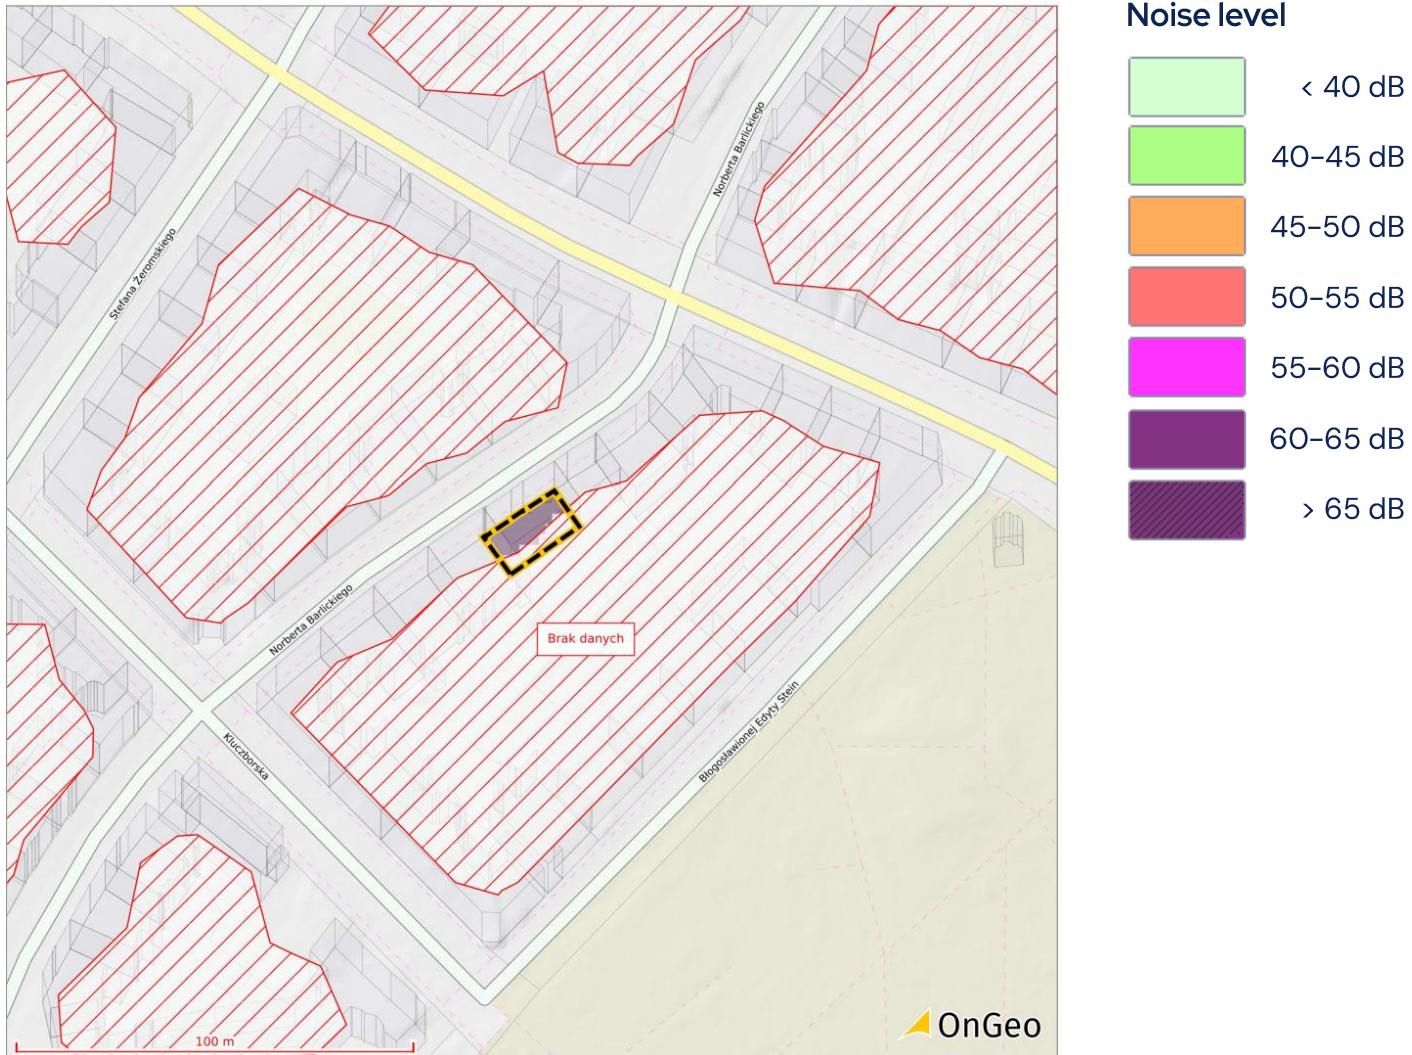 Noise level
< 40 dB
40–45 dB
45–50 dB
50–55 dB
55–60 dB
60–65 dB
> 65 dB
Norberta Barlickiego
Stefana Żeromskiego
Norberta Barlickiego
Brak danych
Kluczborska
Błogosławionej Edyty Stein
OnGeo
100 m